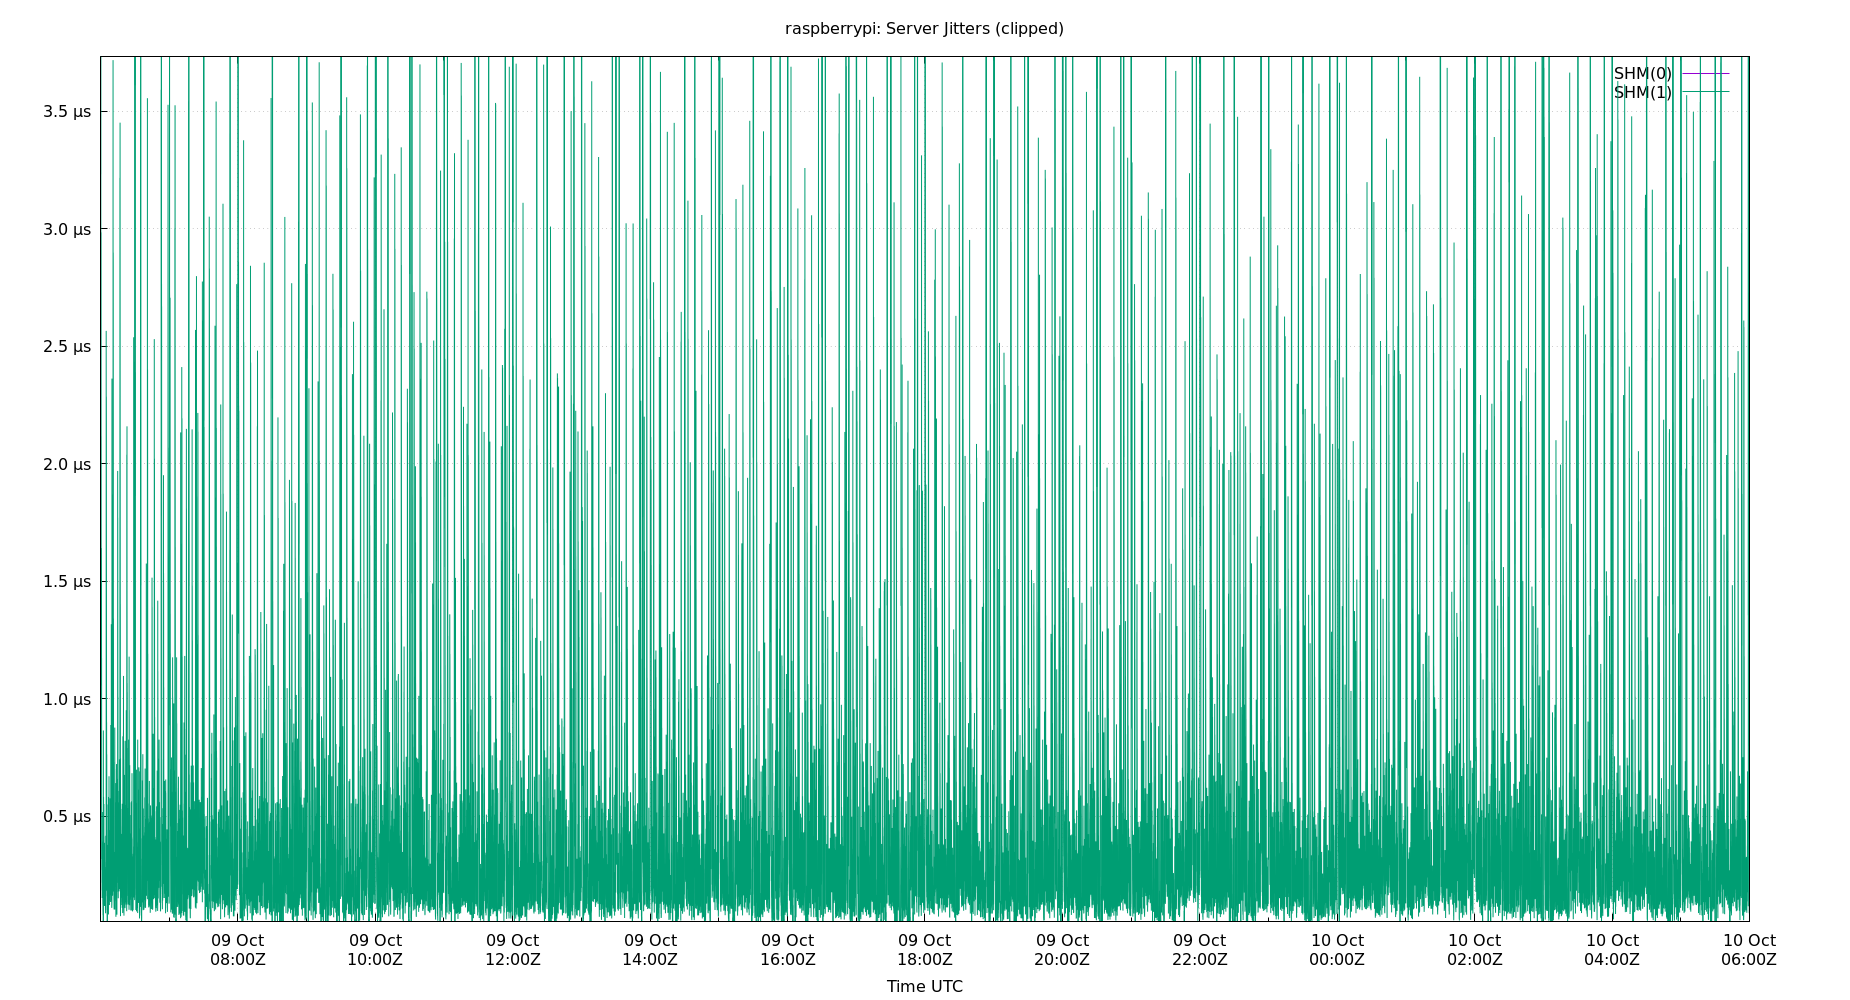 raspberrypi: Server Jitters (clipped)
SHM(0)
SHM(1)
3.5 µs
3.0 µs
2.5 µs
2.0 µs
1.5 µs
1.0 µs
0.5 µs
09 Oct 09 Oct 09 Oct 09 Oct 09 Oct 09 Oct 09 Oct 09 Oct 10 Oct 10 Oct 10 Oct 10 Oct
08:00Z 10:00Z 12:00Z 14:00Z 16:00Z 18:00Z 20:00Z 22:00Z 00:00Z 02:00Z 04:00Z 06:00Z
Time UTC